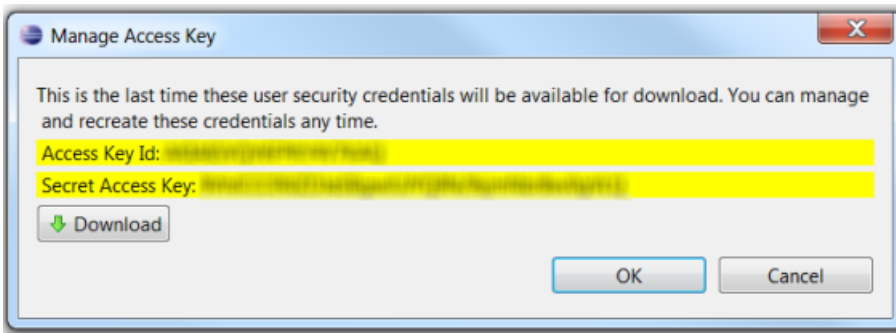 Manage Access Key
This is the last time these user security credentials will be available for download. You can manage
and recreate these credentials any time.
Access Key Id:
Secret Access Key:
Download
OK
Cancel